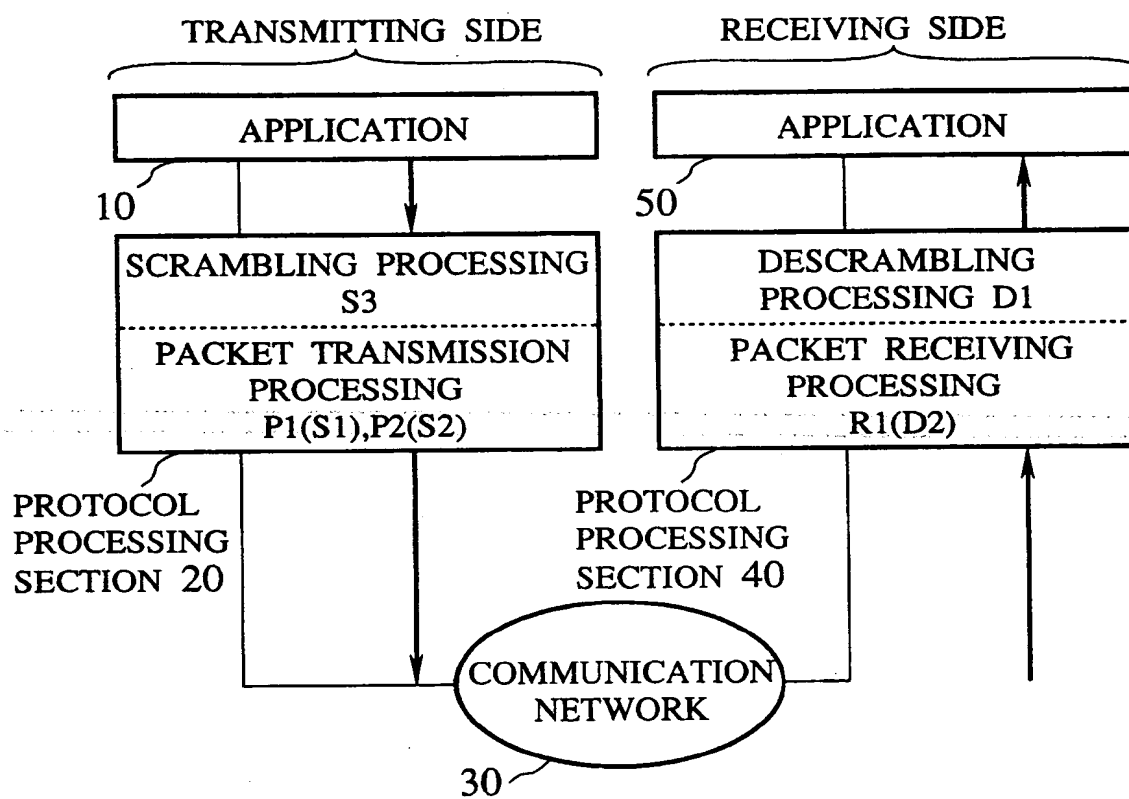 TRANSMITTING SIDE
RECEIVING SIDE
APPLICATION
APPLICATION
10
50
SCRAMBLING PROCESSING
S3
DESCRAMBLING
PROCESSING D1
PACKET TRANSMISSION
PROCESSING
P1(S1),P2(S2)
PACKET RECEIVING
PROCESSING
R1(D2)
PROTOCOL
PROCESSING
SECTION 20
PROTOCOL
PROCESSING
SECTION 40
COMMUNICATION
NETWORK
30